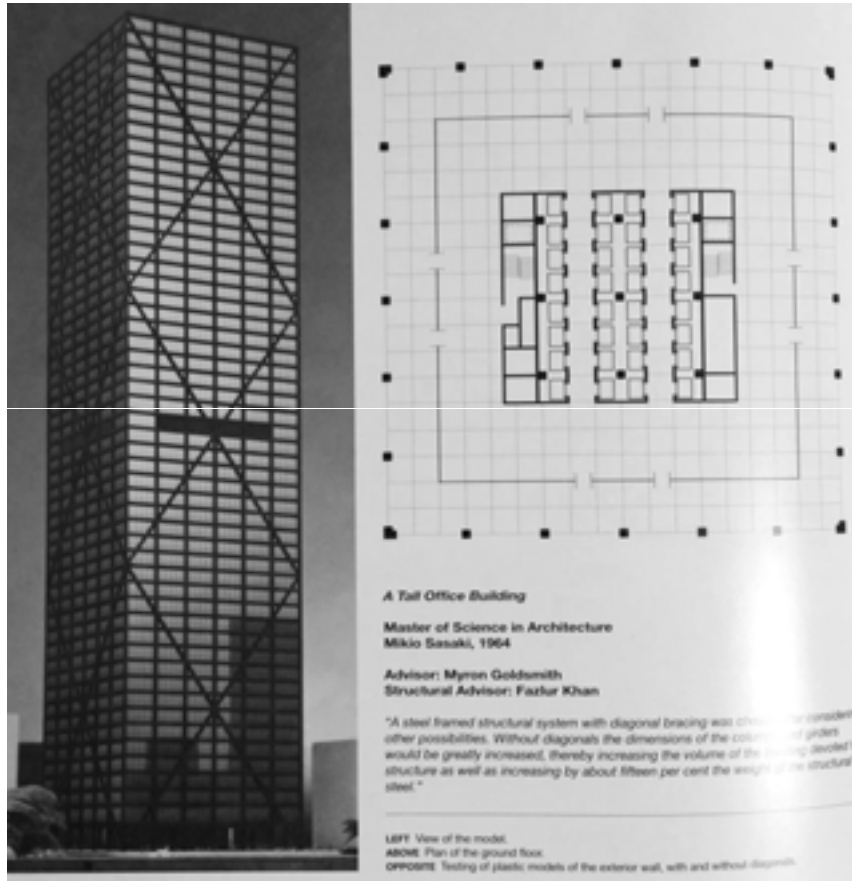 A Tall Office Building
Master of Science in Architecture
Mikio Sasaki, 1964
Advisor: Myron Goldsmith
Structural Advisor: Fazlur Khan
"A steel framed structural system with diagonal bracing was
other possibilities. Without diagonals the dimensions of the girders
would be greatly increased, thereby increasing the volume of the devoted
structure as well as increasing by about fifteen per cent the weight structural
steel."
LEFT View of the model.
ABOVE Plan of the ground floor.
OPPOSITE Testing of plastic models of the exterior wall, with and without diagonals.